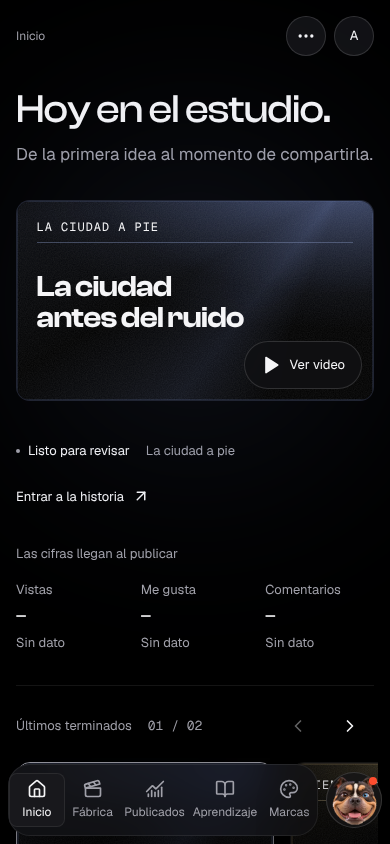 Inicio
A
Hoy en el estudio.
De la primera idea al momento de compartirla.
LA CIUDAD A PIE
La ciudad
antes del ruido
Ver video
Listo para revisar La ciudad a pie
Entrar a la historia
Las cifras llegan al publicar
Vistas Me gusta Comentarios
– – –
Sin dato Sin dato Sin dato
Últimos terminados 01 / 02
Inicio Fábrica Publicados Aprendizaje Marcas